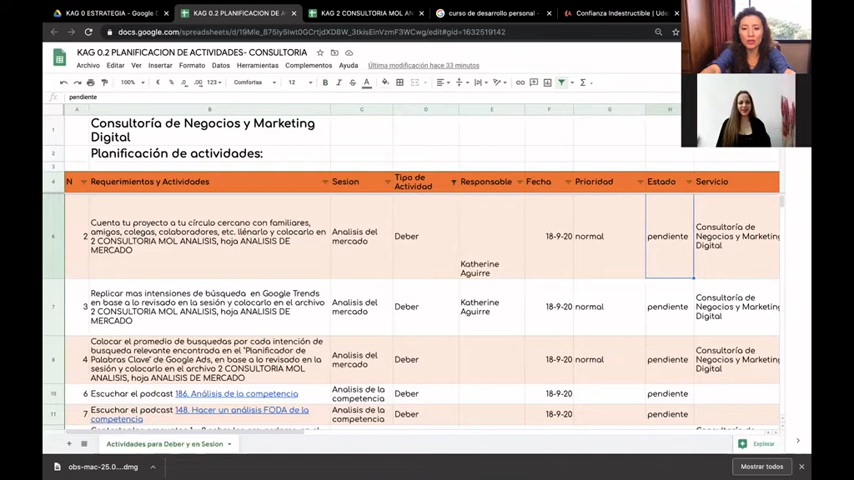 KAG 0 ESTRATEGIA - Google D
KAG 0.2 PLANIFICACION DE A
KAG 2 CONSULTORIA MOL AN
curso de desarrollo personal -
Confianza Indestructible | Ude
docs.google.com/spreadsheets/d/19Me_875Iy5Iwt0GCrtjdX0BYW_3tkisEinVzmF3WCwg/edit#gid=1632519142
KAG 0.2 PLANIFICACION DE ACTIVIDADES- CONSULTORIA
Archivo Editar Ver Insertar Formato Datos Herramientas Complementos Ayuda Última modificación hace 33 minutos
100% € % .0 .00 123 Comfortaa 12 B I S A
fx pendiente
A B C D E F G H
1 Consultoría de Negocios y Marketing
Digital
2 Planificación de actividades:
3
4 N Requerimientos y Actividades Sesion Tipo de Actividad Responsable Fecha Prioridad Estado Servicio
6 2 Cuenta tu proyecto a tu círculo cercano con familiares,
amigos, colegas, colaboradores, etc. llénarlo y colocarlo en
2 CONSULTORIA MOL ANALISIS, hoja ANALISIS DE
MERCADO
Analisis del
mercado
Deber
Katherine
Aguirre
18-9-20 normal pendiente
Consultoría de
Negocios y Marketing
Digital
7 3 Replicar mas intensiones de búsqueda en Google Trends
en base a lo revisado en la sesión y colocarlo en el archivo
2 CONSULTORIA MOL ANALISIS, hoja ANALISIS DE
MERCADO
Analisis del
mercado
Deber
Katherine
Aguirre
18-9-20 normal pendiente
Consultoría de
Negocios y Marketing
Digital
8 4 Colocar el promedio de busquedas por cada intención de
busqueda relevante encontrada en el "Planificador de
Palabras Clave" de Google Ads, en base a lo revisado en la
sesión y colocarlo en el archivo 2 CONSULTORIA MOL
ANALISIS, hoja ANALISIS DE MERCADO
Analisis del
mercado
Deber
18-9-20 normal pendiente
Consultoría de
Negocios y Marketing
Digital
10 6 Escuchar el podcast 186. Análisis de la competencia
Analisis de la
competencia
Deber 18-9-20 pendiente
11 7 Escuchar el podcast 148. Hacer un análisis FODA de la
competencia
Analisis de la
competencia
Deber 18-9-20 pendiente
Actividades para Deber y en Sesion
Explorar
obs-mac-25.0....dmg
Mostrar todos